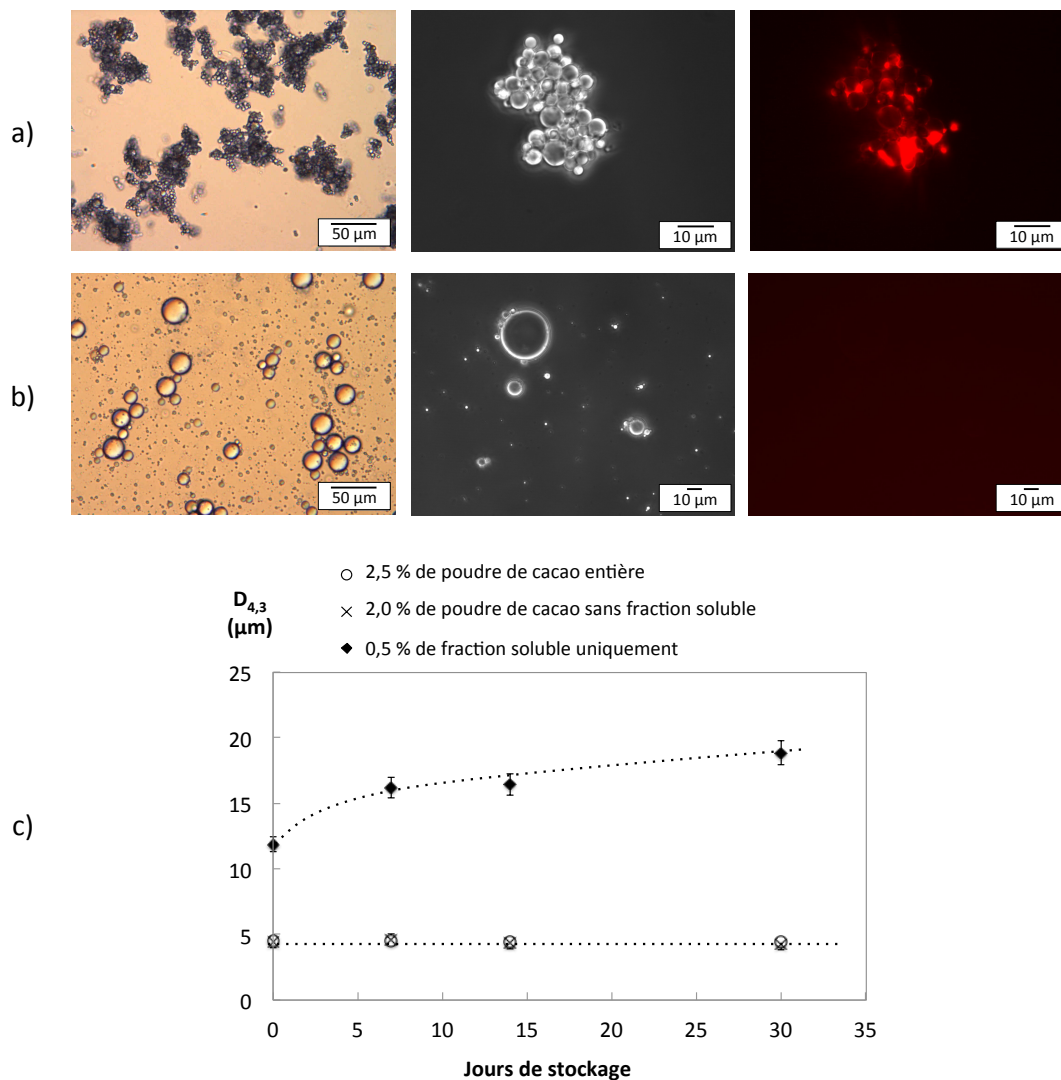 a)
50 µm
10 µm
10 µm
b)
50 µm
10 µm
10 µm
○ 2,5 % de poudre de cacao entière
× 2,0 % de poudre de cacao sans fraction soluble
◆ 0,5 % de fraction soluble uniquement
D4,3
(µm)
25
20
15
10
5
0
c)
0 5 10 15 20 25 30 35
Jours de stockage